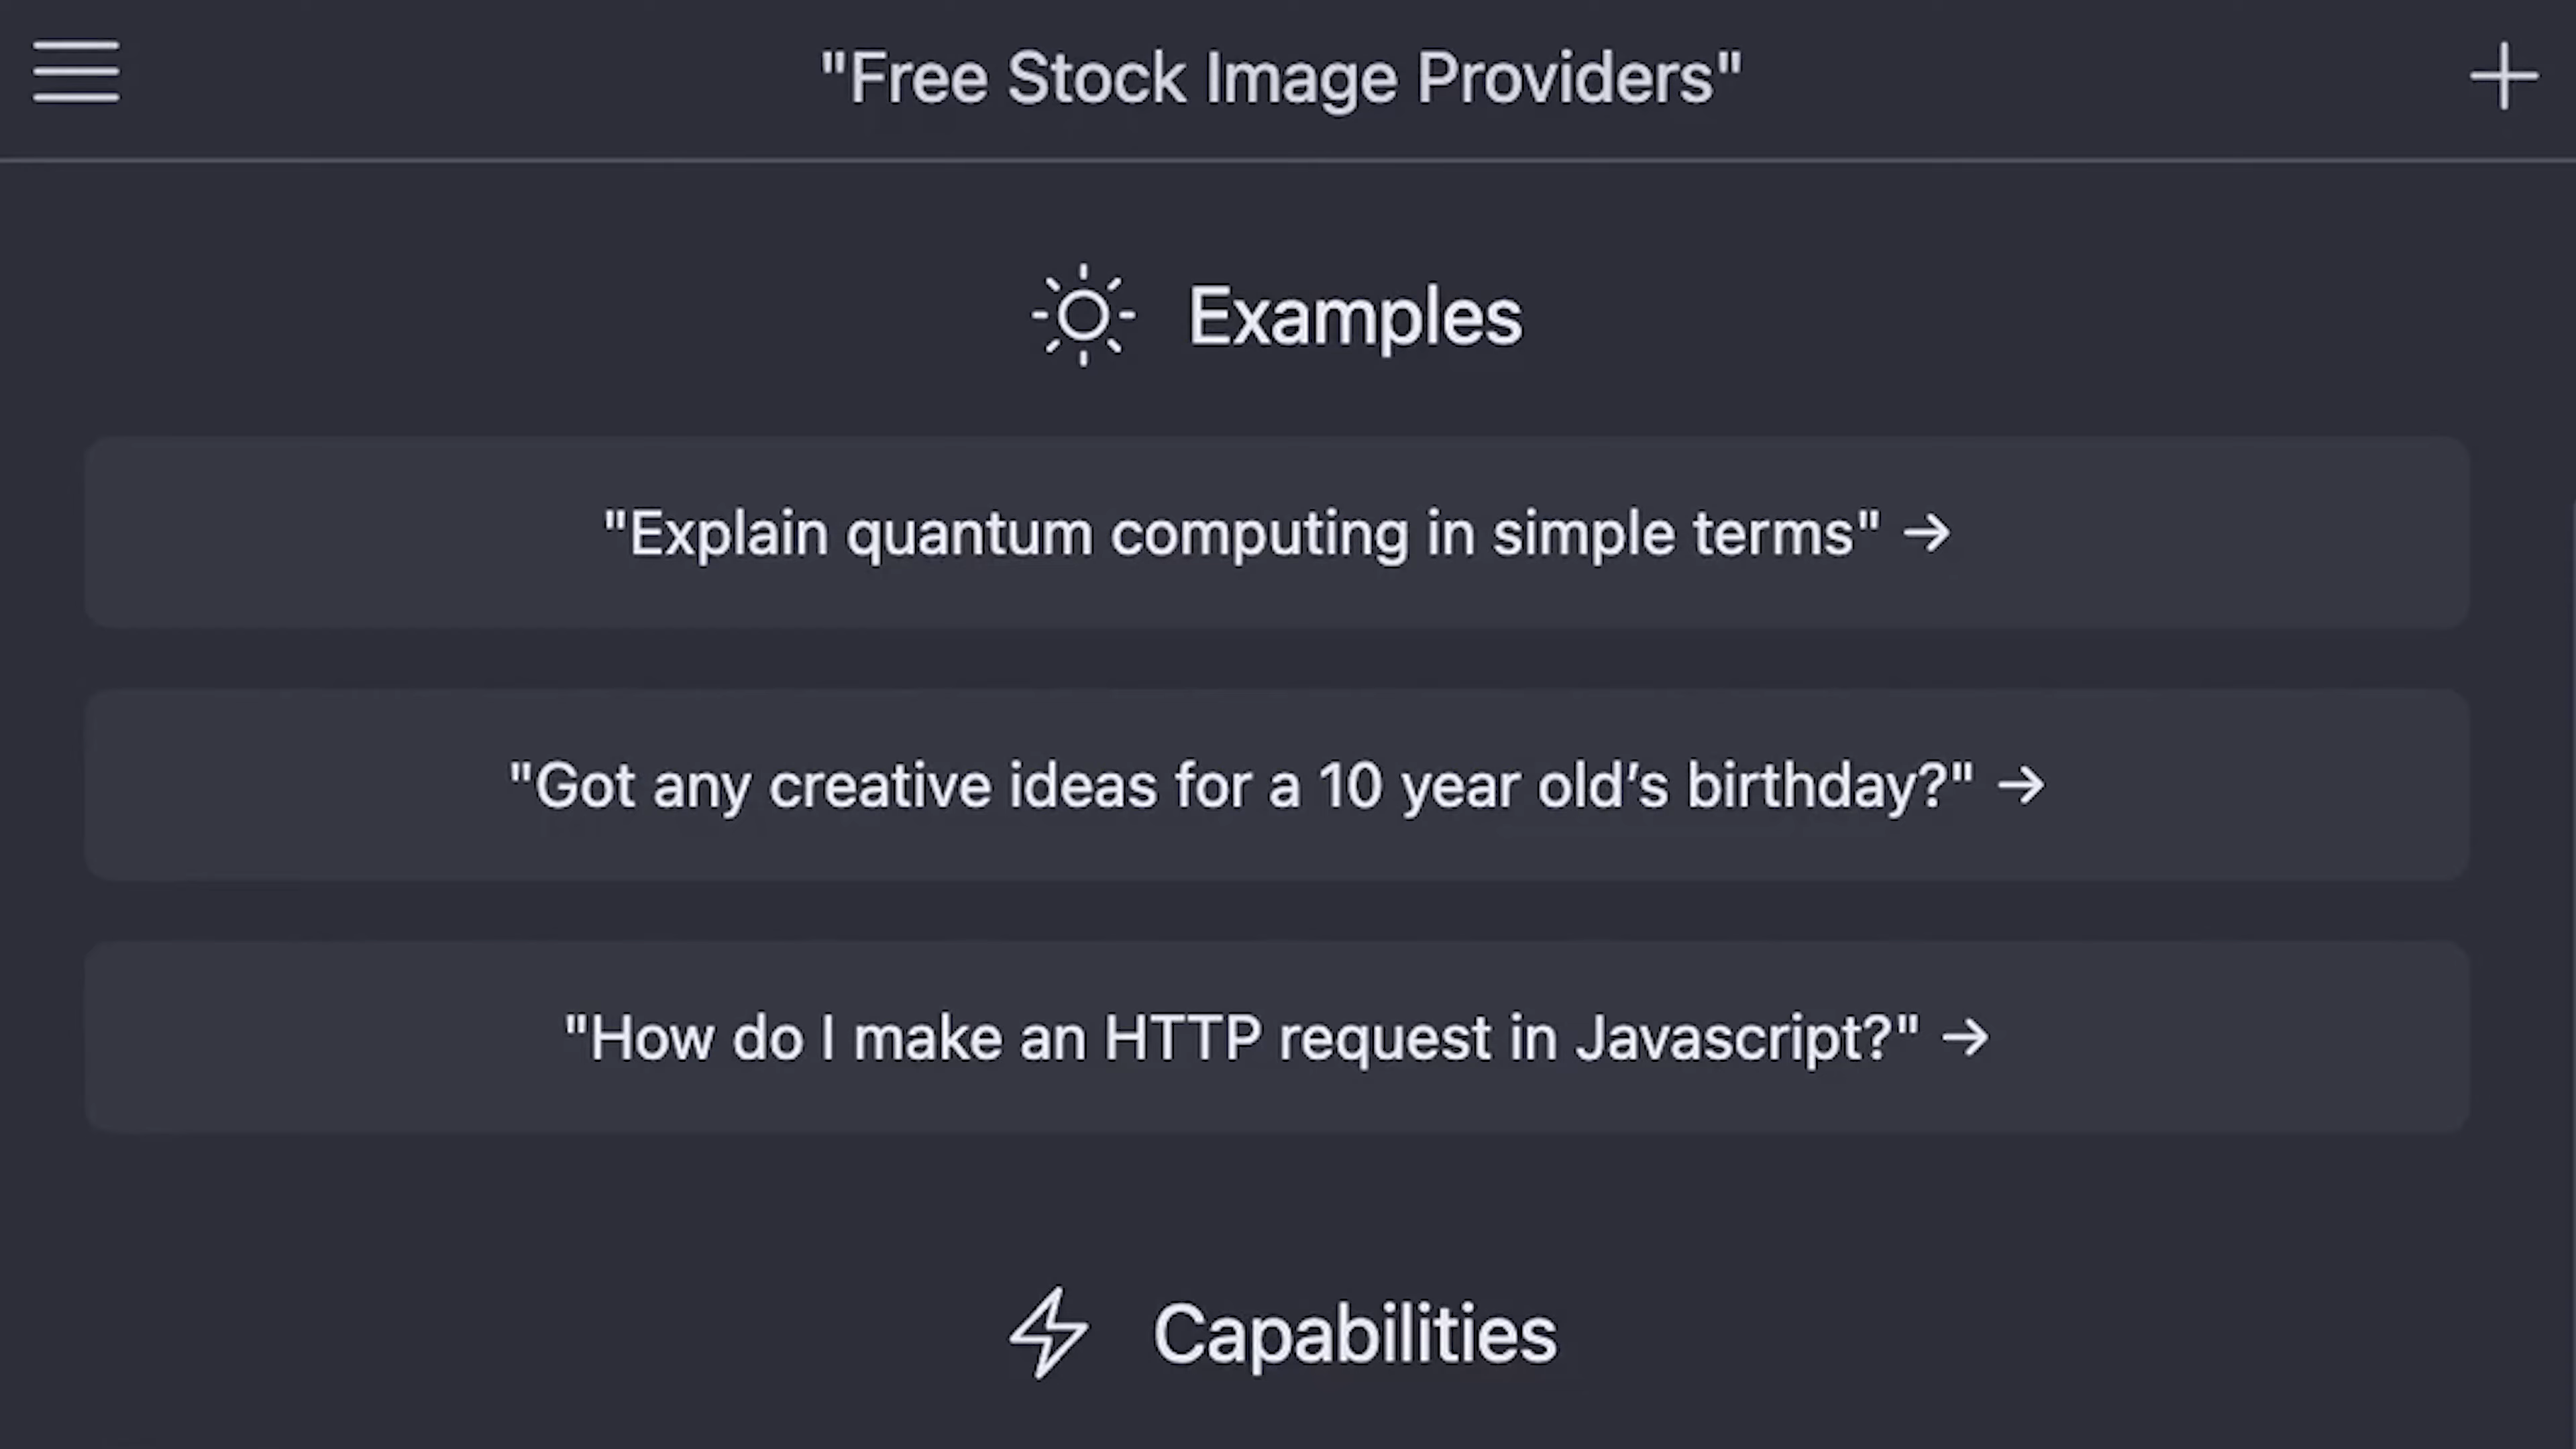 "Free Stock Image Providers"
Examples
"Explain quantum computing in simple terms" →
"Got any creative ideas for a 10 year old’s birthday?" →
"How do I make an HTTP request in Javascript?" →
Capabilities